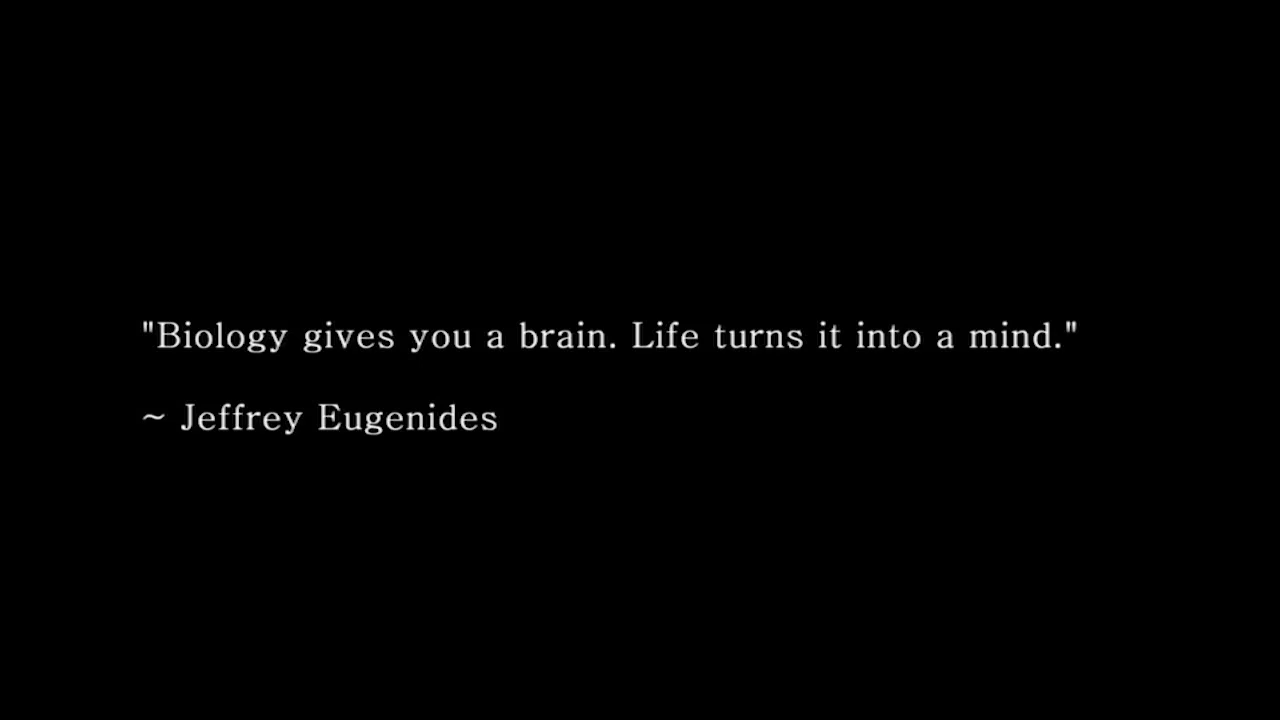 "Biology gives you a brain. Life turns it into a mind."
~ Jeffrey Eugenides